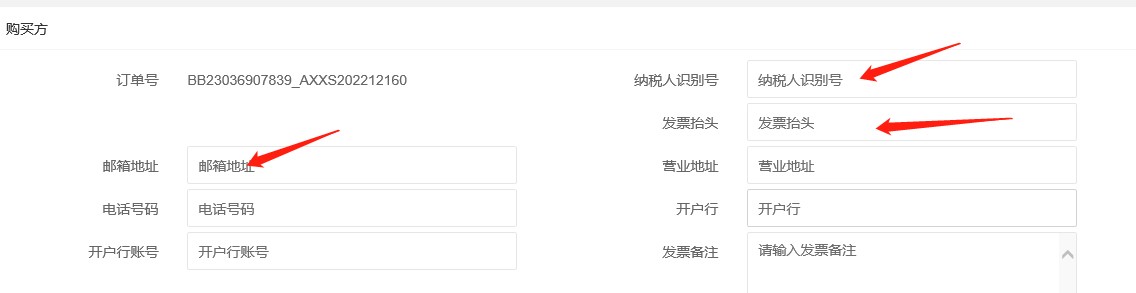 购买方
订单号 BB23036907839_AXXS202212160 纳税人识别号 纳税人识别号
发票抬头 发票抬头
邮箱地址 邮箱地址 营业地址 营业地址
电话号码 电话号码 开户行 开户行
开户行账号 开户行账号 发票备注 请输入发票备注